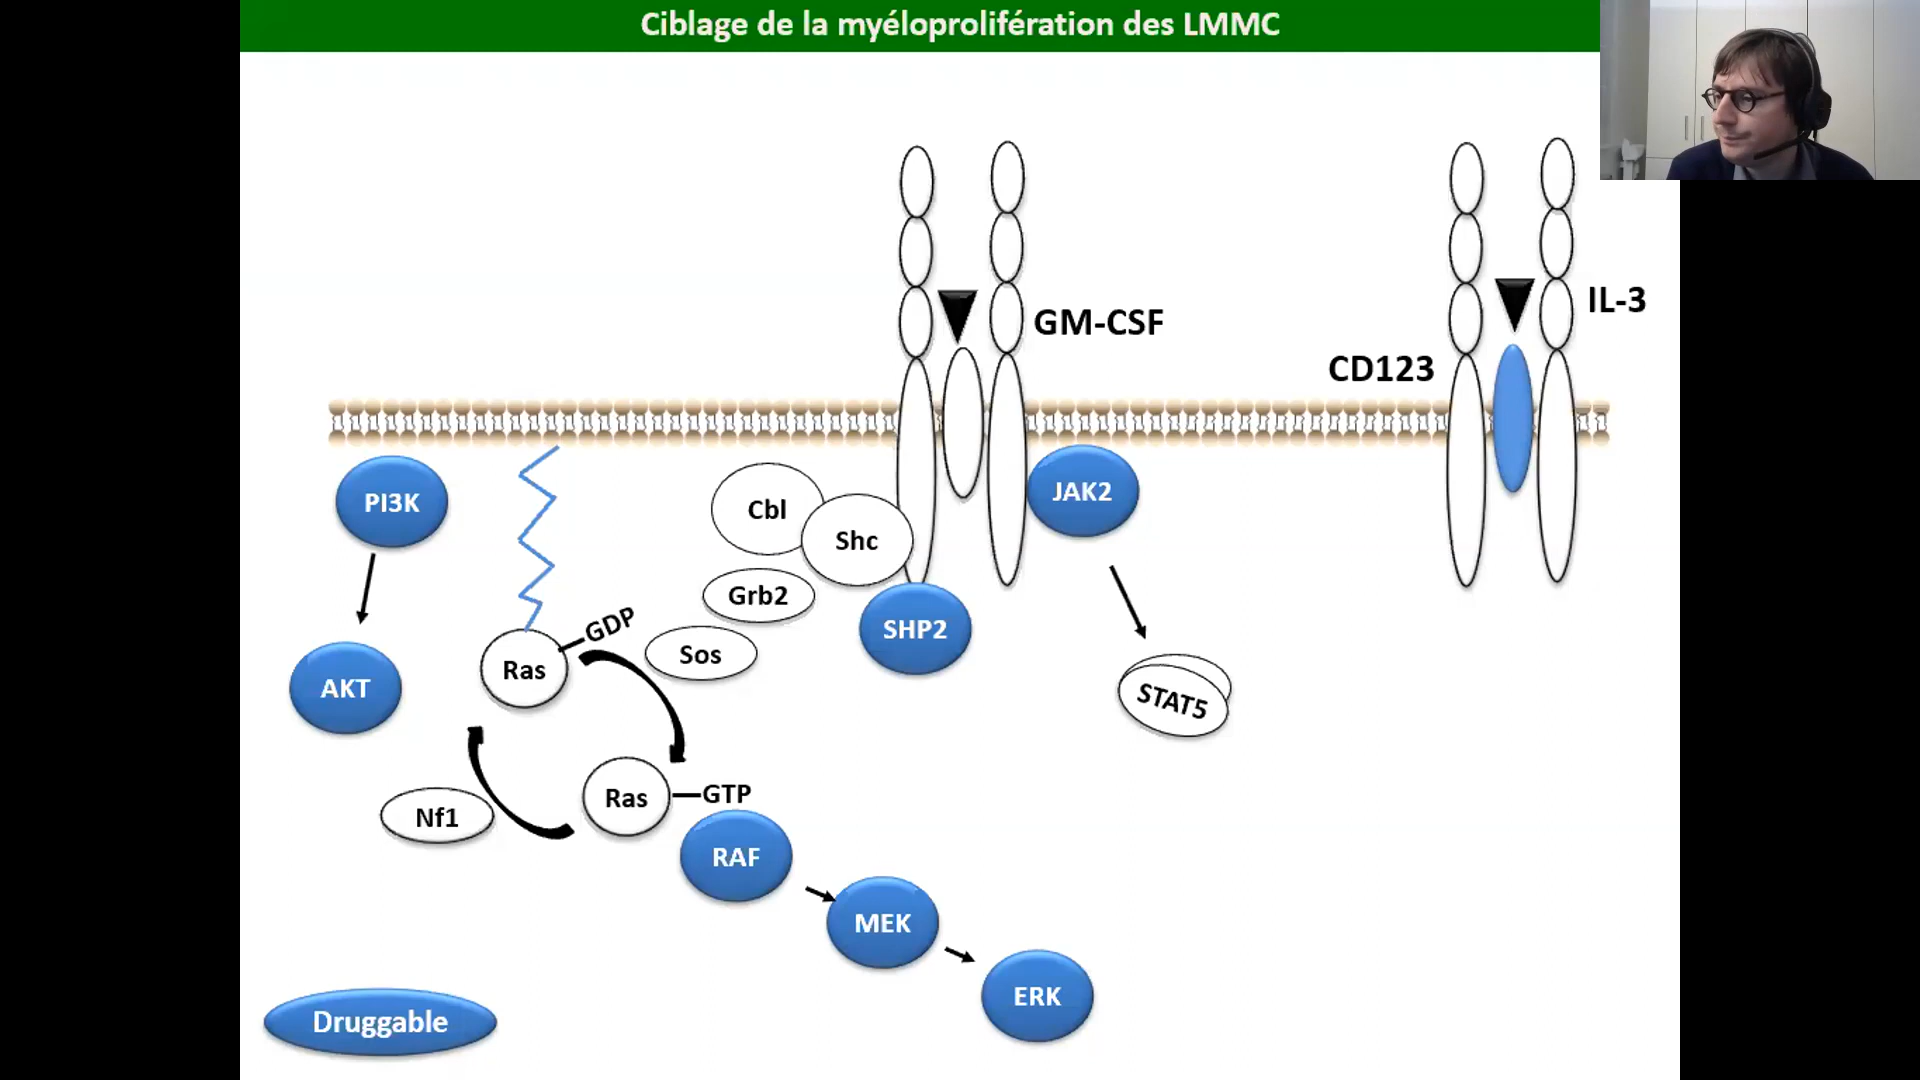 Ciblage de la myéloprolifération des LMMC
GM-CSF
IL-3
CD123
PI3K
Cbl
Shc
JAK2
Grb2
GDP
SHP2
Sos
Ras
AKT
STAT5
Ras
GTP
Nf1
RAF
MEK
ERK
Druggable